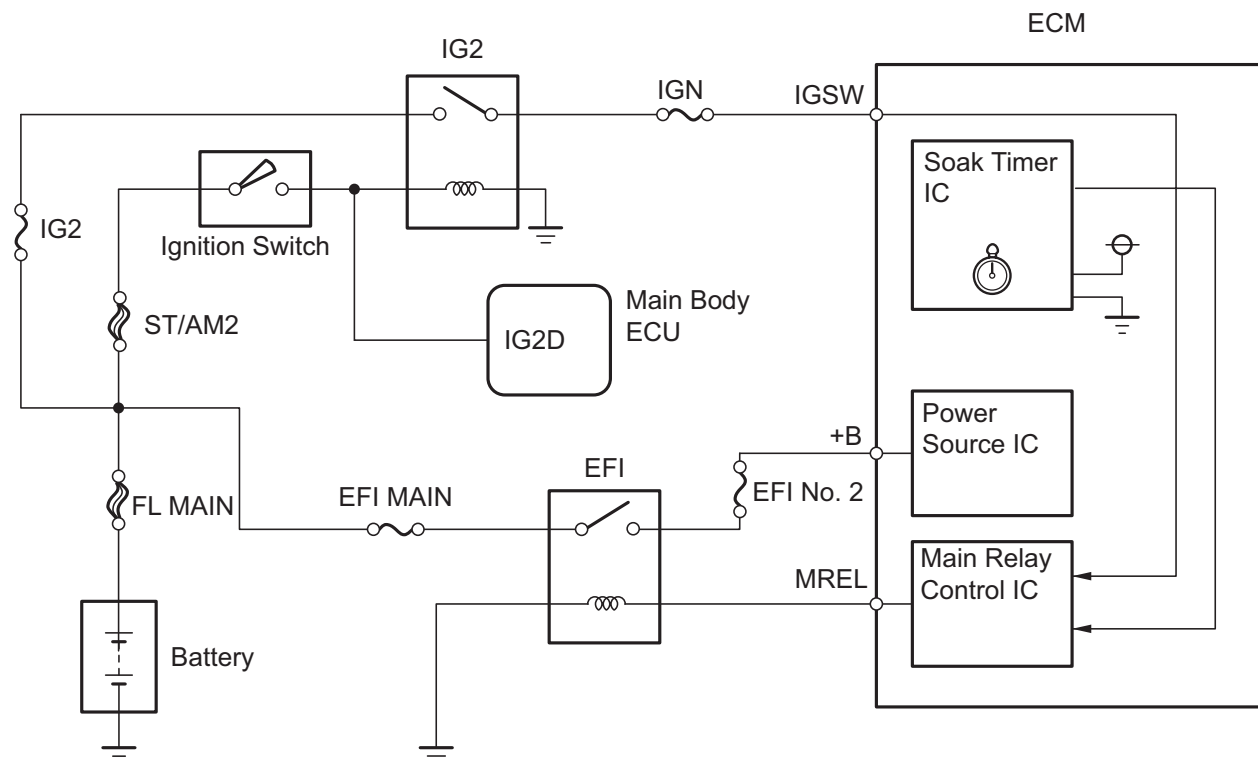 ECM
IG2
IGN
IGSW
Soak Timer
IC
IG2
Ignition Switch
ST/AM2
Main Body
ECU
IG2D
Power
Source IC
+B
EFI
EFI No. 2
FL MAIN
EFI MAIN
Main Relay
Control IC
MREL
Battery